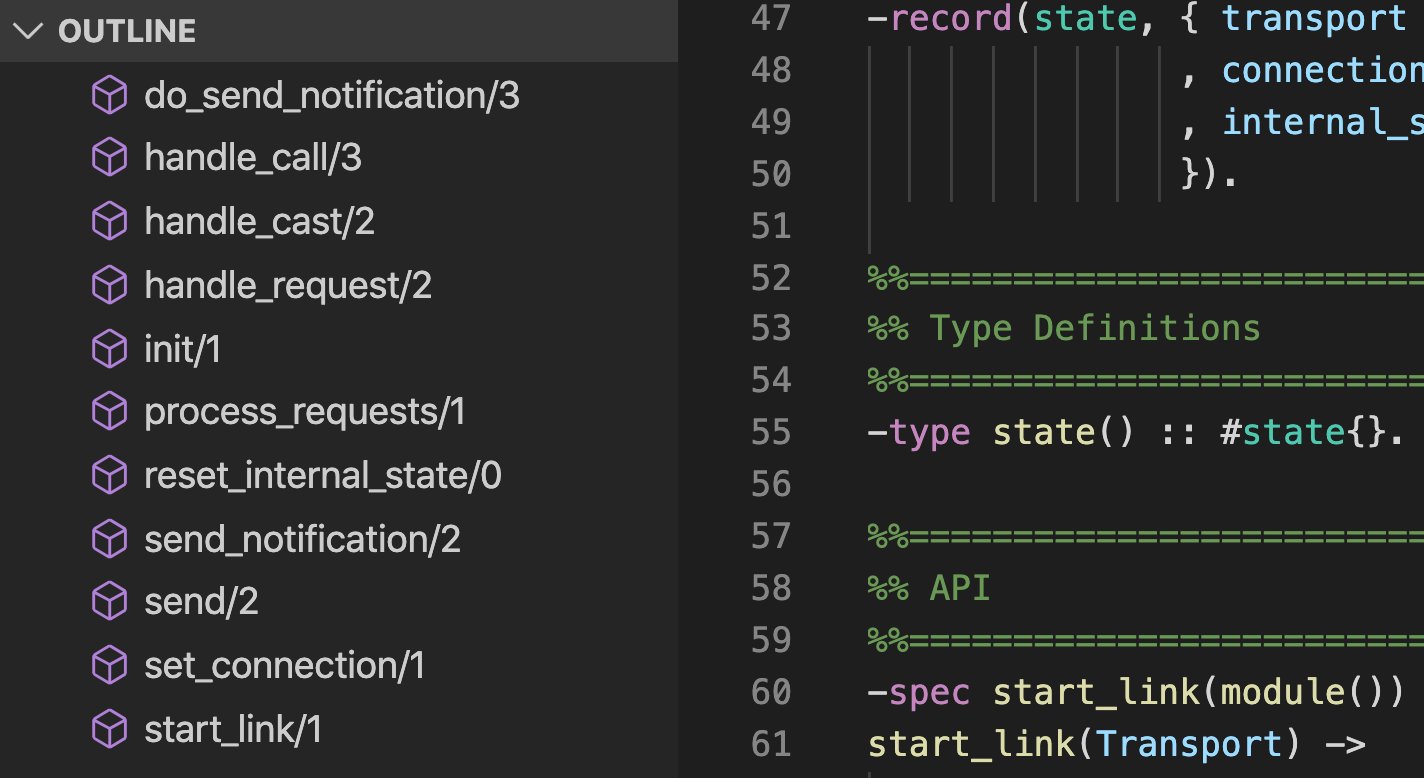 OUTLINE
do_send_notification/3
handle_call/3
handle_cast/2
handle_request/2
init/1
process_requests/1
reset_internal_state/0
send_notification/2
send/2
set_connection/1
start_link/1
47 -record(state, { transport
48 , connection
49 , internal_s
50 }).
51
52 %%=========================
53 %% Type Definitions
54 %%=========================
55 -type state() :: #state{}.
56
57 %%=========================
58 %% API
59 %%=========================
60 -spec start_link(module())
61 start_link(Transport) ->